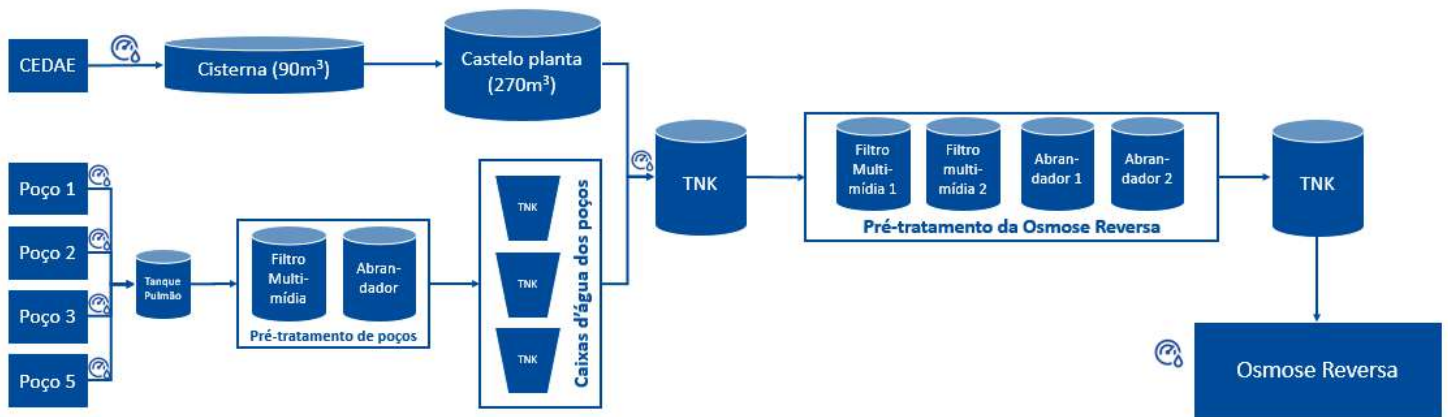 CEDAE
Cisterna (90m³)
Castelo planta
(270m³)
Poço 1
Poço 2
Poço 3
Poço 5
Tanque
Pulmão
Filtro
Multi-
mídia
Abran-
dador
Pré-tratamento de poços
TNK
TNK
TNK
Caixas d’água dos poços
TNK
Filtro
Multi-
mídia 1
Filtro
multi-
mídia 2
Abran-
dador 1
Abran-
dador 2
Pré-tratamento da Osmose Reversa
TNK
Osmose Reversa